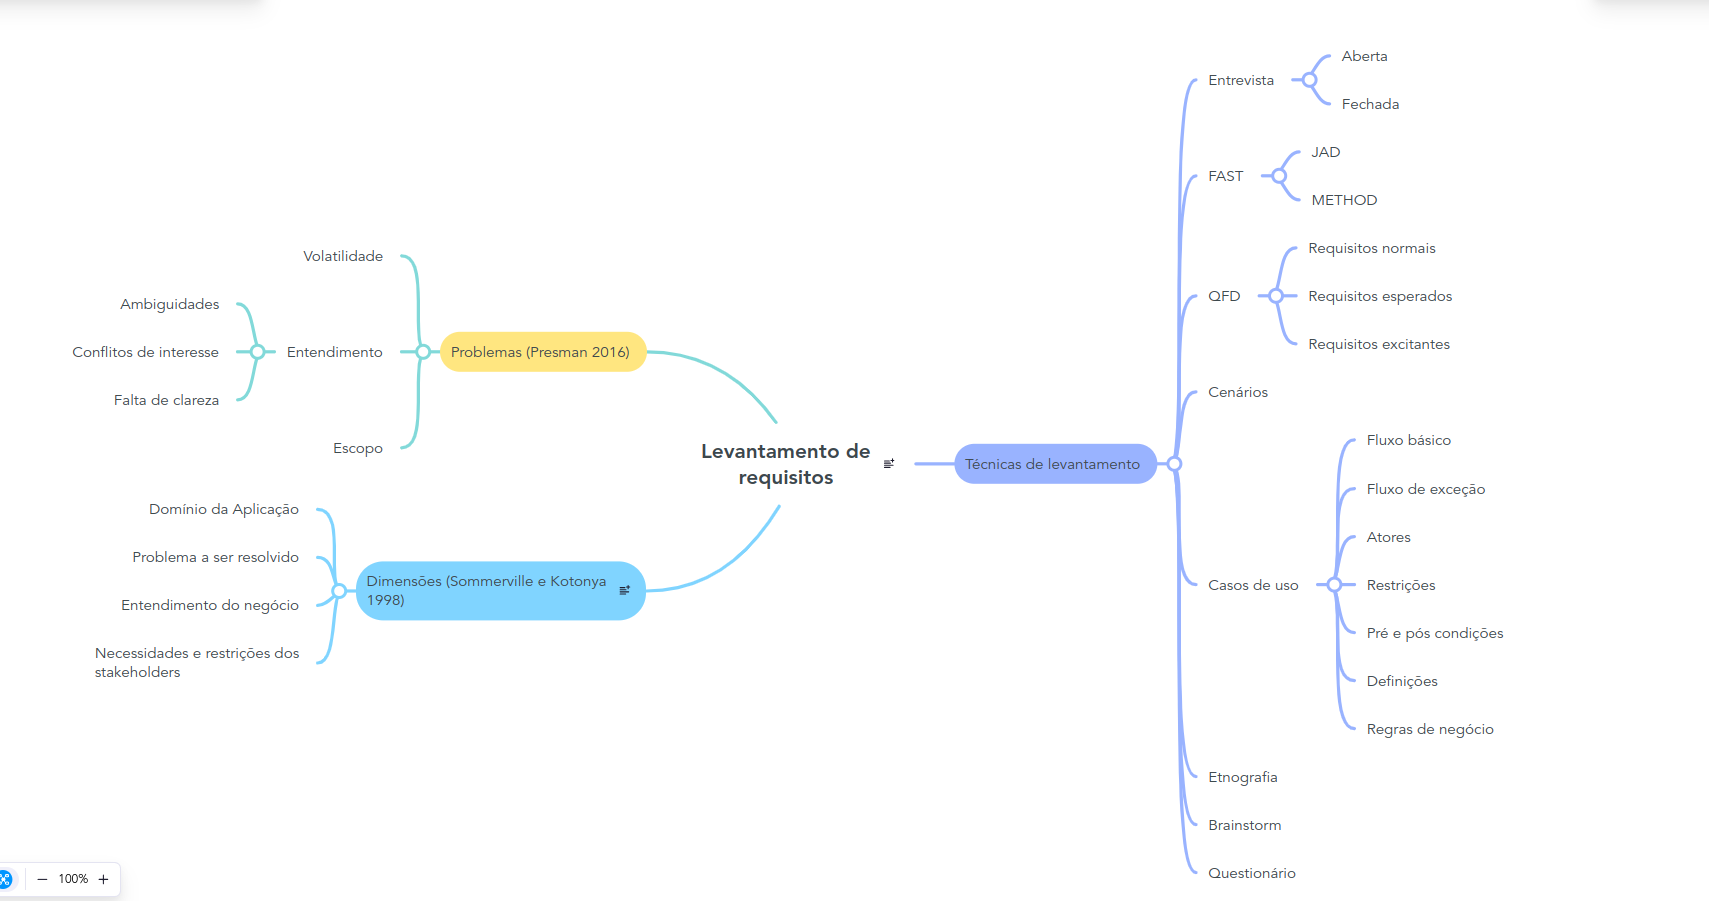 Levantamento de
requisitos
Problemas (Presman 2016)
Volatilidade
Entendimento
Ambiguidades
Conflitos de interesse
Falta de clareza
Escopo
Dimensões (Sommerville e Kotonya
1998)
Domínio da Aplicação
Problema a ser resolvido
Entendimento do negócio
Necessidades e restrições dos
stakeholders
Técnicas de levantamento
Entrevista
Aberta
Fechada
FAST
JAD
METHOD
QFD
Requisitos normais
Requisitos esperados
Requisitos excitantes
Cenários
Casos de uso
Fluxo básico
Fluxo de exceção
Atores
Restrições
Pré e pós condições
Definições
Regras de negócio
Etnografia
Brainstorm
Questionário
− 100% +